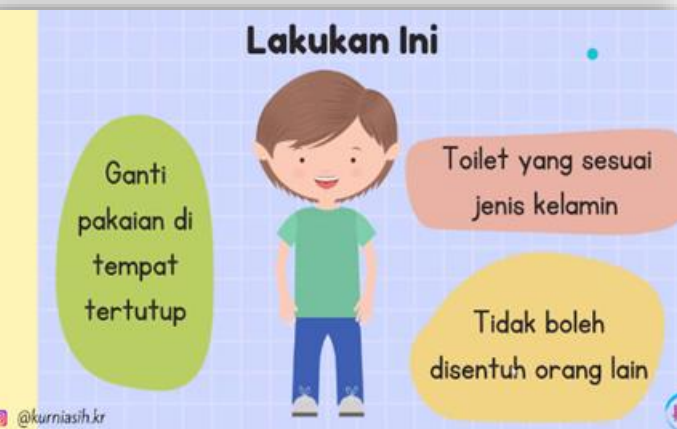 Lakukan Ini
Ganti
pakaian di
tempat
tertutup
Toilet yang sesuai
jenis kelamin
Tidak boleh
disentuh orang lain
@kurniasih.kr